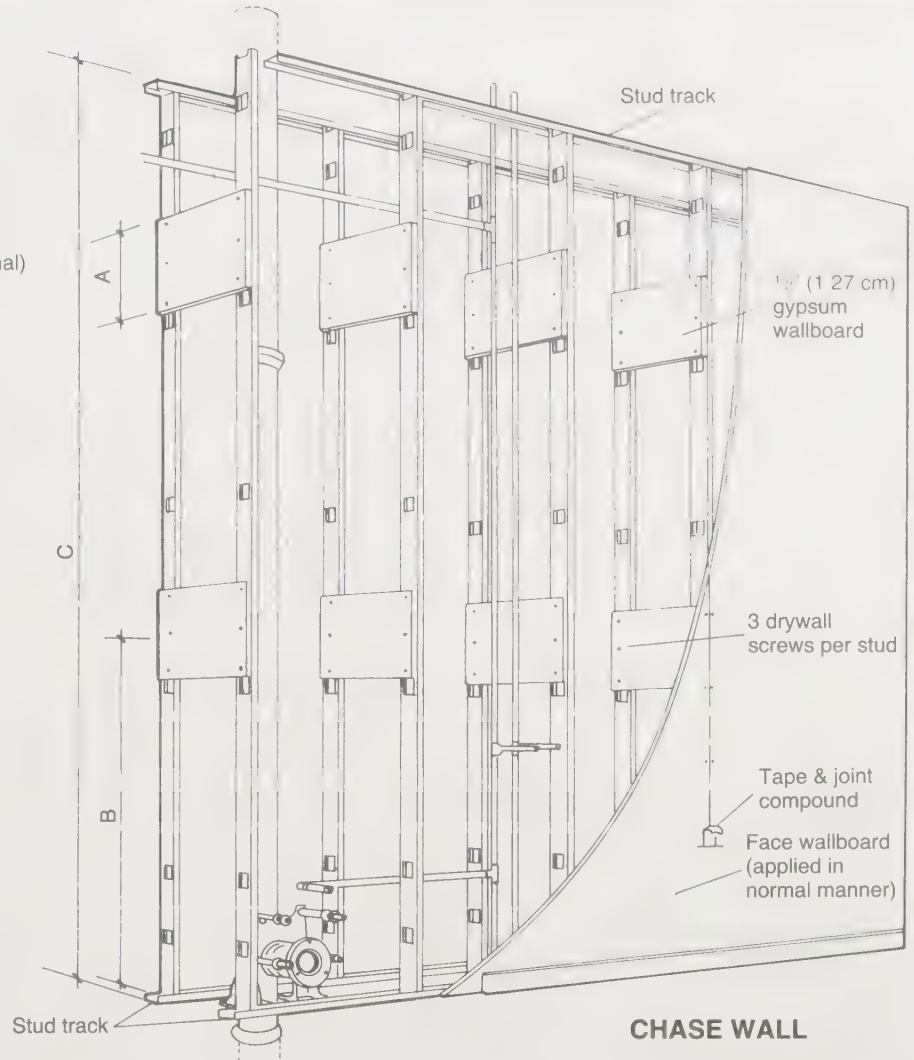 Stud track
nal)
A
(1 27 cm)
gypsum
wallboard
C
3 drywall
screws per stud
B
Tape & joint
compound
Face wallboard
(applied in
normal manner)
Stud track
CHASE WALL